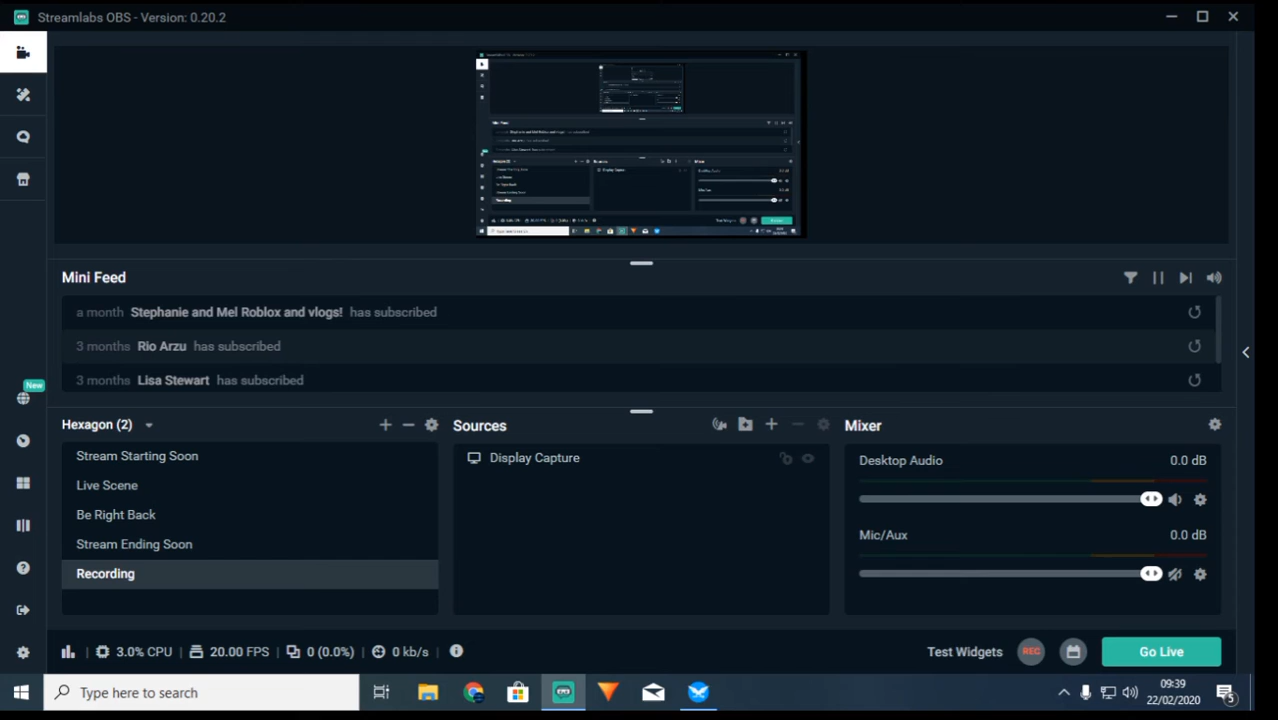 Streamlabs OBS - Version: 0.20.2
Mini Feed
a month Stephanie and Mel Roblox and vlogs! has subscribed
3 months Rio Arzu has subscribed
3 months Lisa Stewart has subscribed
New
Hexagon (2)
Stream Starting Soon
Live Scene
Be Right Back
Stream Ending Soon
Recording
Sources
Display Capture
Mixer
Desktop Audio 0.0 dB
Mic/Aux 0.0 dB
3.0% CPU 20.00 FPS 0 (0.0%) 0 kb/s
Test Widgets REC Go Live
Type here to search
09:39
22/02/2020
5